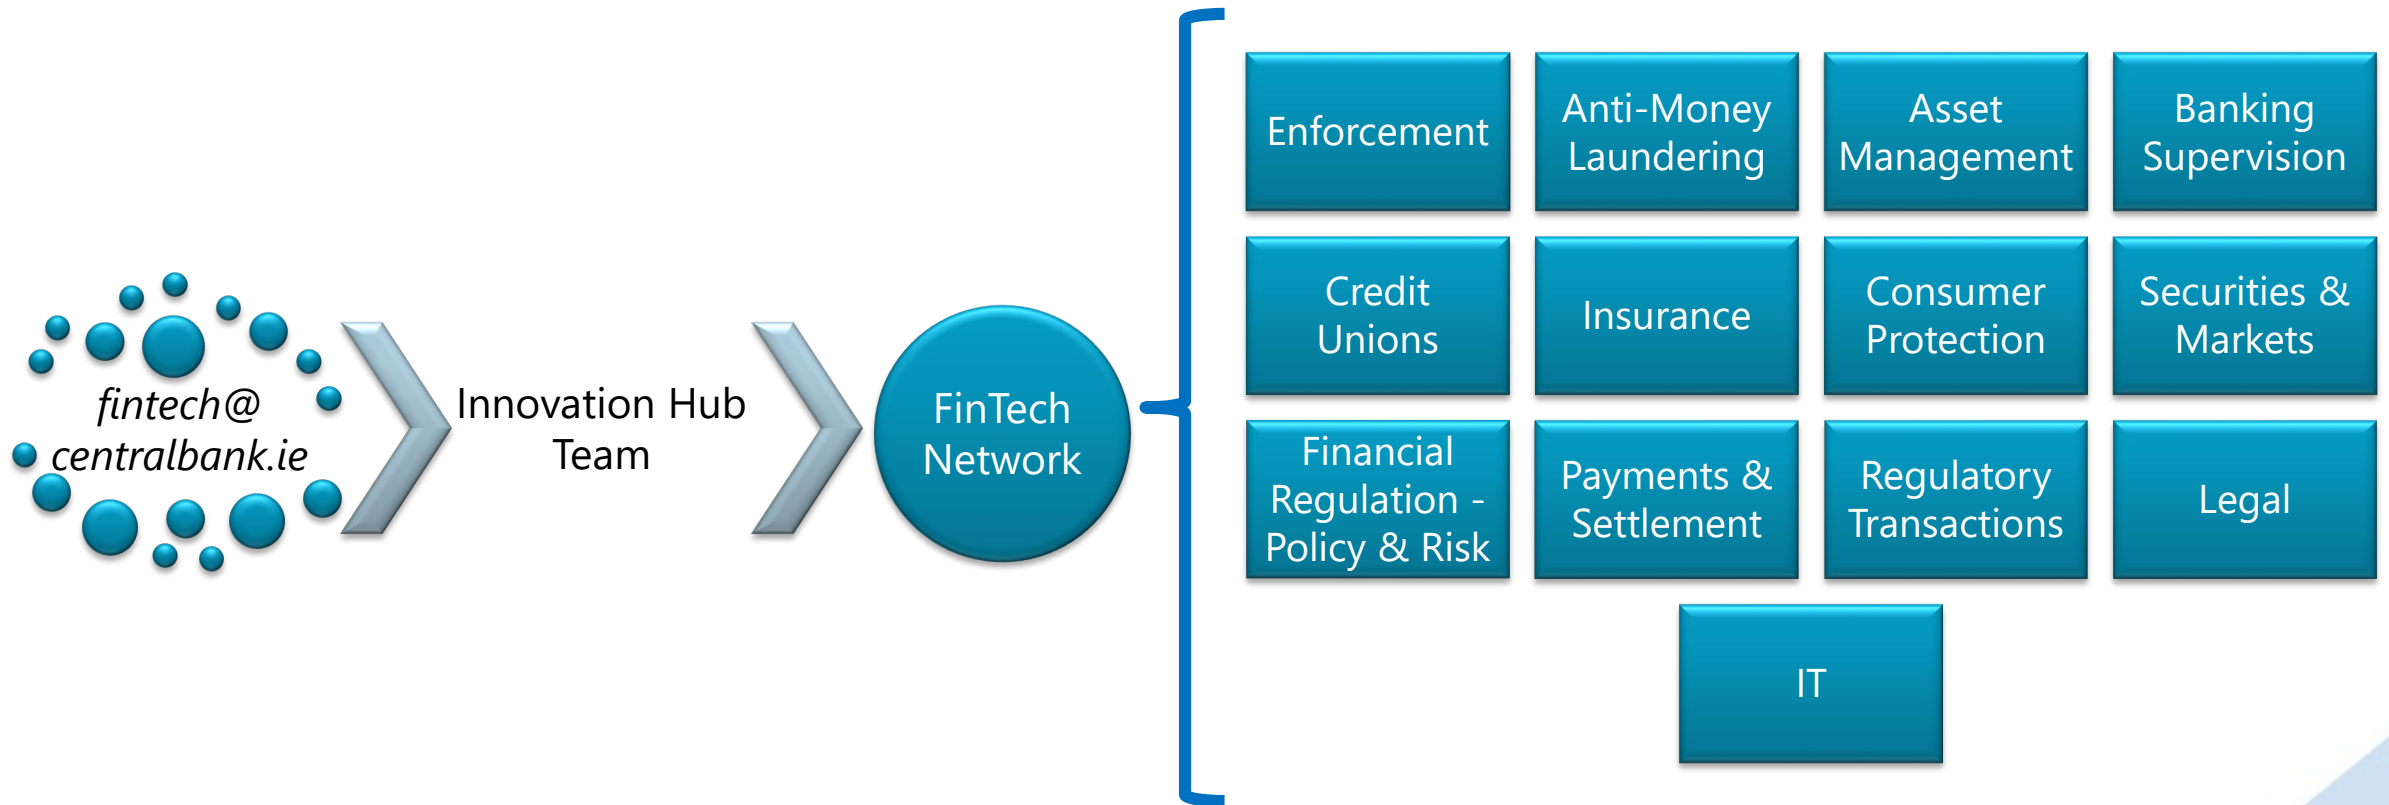 fintech@
centralbank.ie
Innovation Hub
Team
FinTech
Network
Enforcement
Anti-Money
Laundering
Asset
Management
Banking
Supervision
Credit
Unions
Insurance
Consumer
Protection
Securities &
Markets
Financial
Regulation -
Policy & Risk
Payments &
Settlement
Regulatory
Transactions
Legal
IT